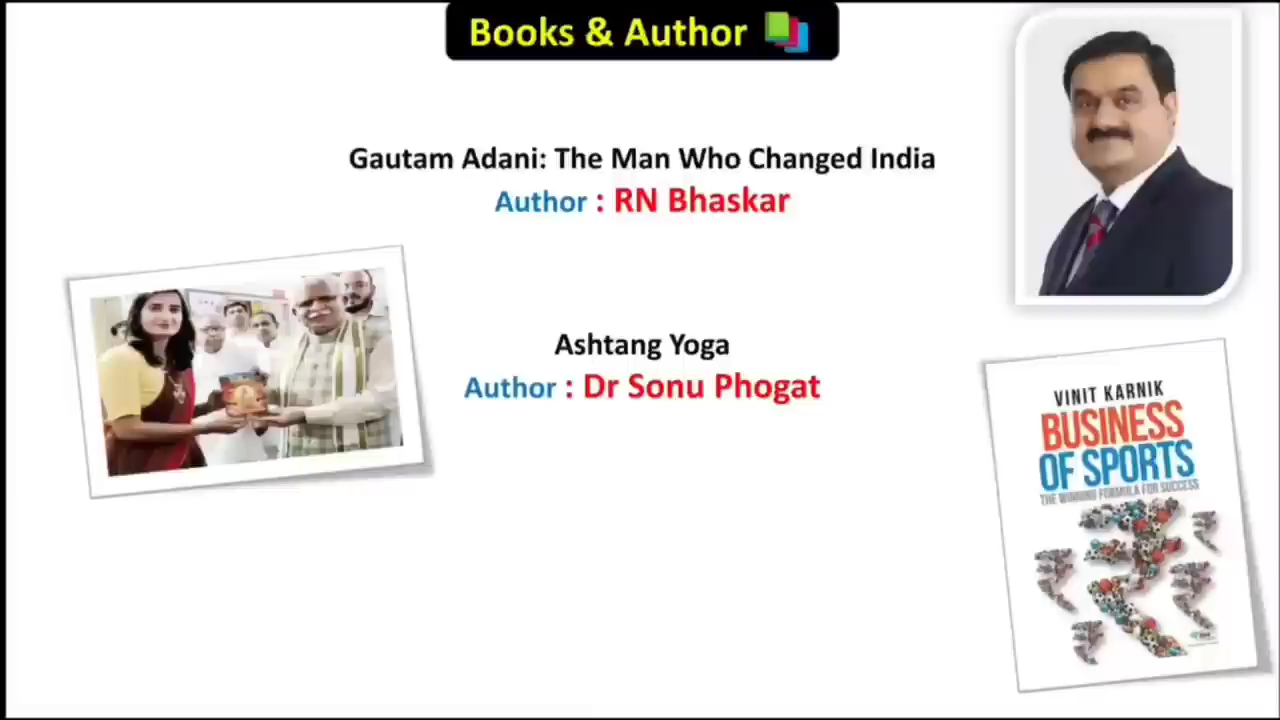 Books & Author
Gautam Adani: The Man Who Changed India
Author : RN Bhaskar
Ashtang Yoga
Author : Dr Sonu Phogat
VINIT KARNIK
BUSINESS
OF SPORTS
THE WINNING FORMULA FOR SUCCESS